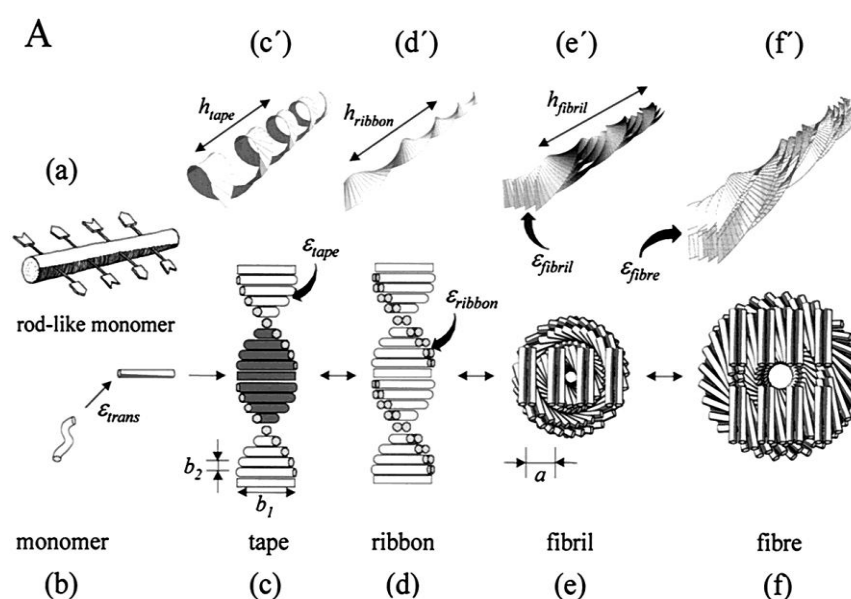 A
(c´) (d´) (e´) (f´)
h_tape h_ribbon h_fibril
(a)
ε_fibril ε_fibre
ε_tape
ε_ribbon
rod-like monomer
ε_trans
b_2
b_1 a
monomer tape ribbon fibril fibre
(b) (c) (d) (e) (f)